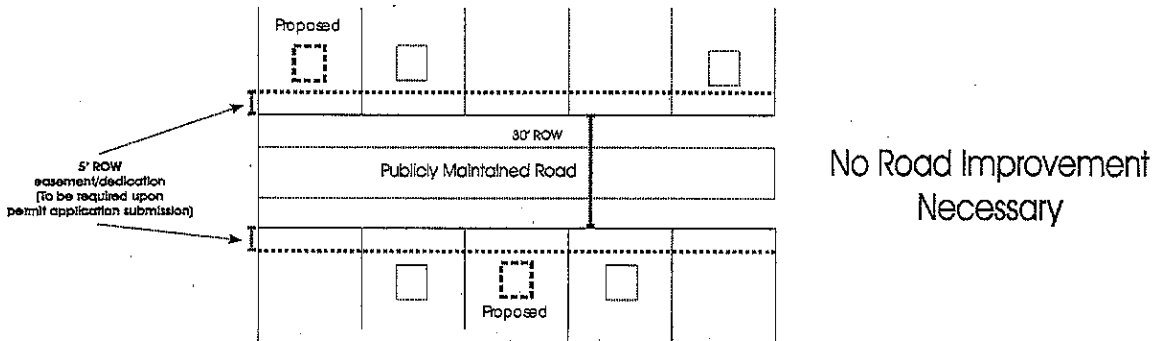 Proposed
30' ROW
Publicly Maintained Road
5' ROW
easement/dedication
(To be required upon
permit application submission)
No Road Improvement
Necessary
Proposed